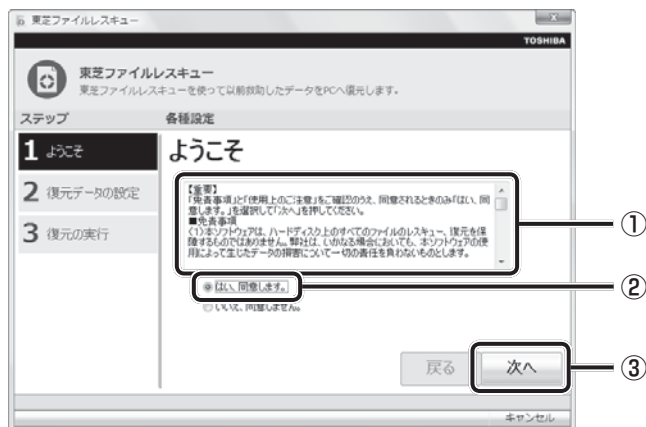 東芝ファイルレスキュー
TOSHIBA
東芝ファイルレスキュー
東芝ファイルレスキューを使って以前救助したデータをPCへ復元します。
ステップ
各種設定
1 ようこそ
2 復元データの設定
3 復元の実行
ようこそ
【重要】
「免責事項」と「使用上のご注意」をご確認のうえ、同意されるときのみ「はい、同
意します。」を選択して「次へ」を押してください。
■免責事項
(1)本ソフトウェアは、ハードディスク上のすべてのファイルのレスキュー、復元を保
障するものではありません。弊社は、いかなる場合においても、本ソフトウェアの使
用によって生じたデータの損害について一切の責任を負わないものとします。
①
はい、同意します。
②
いいえ、同意しません。
戻る
次へ
③
キャンセル